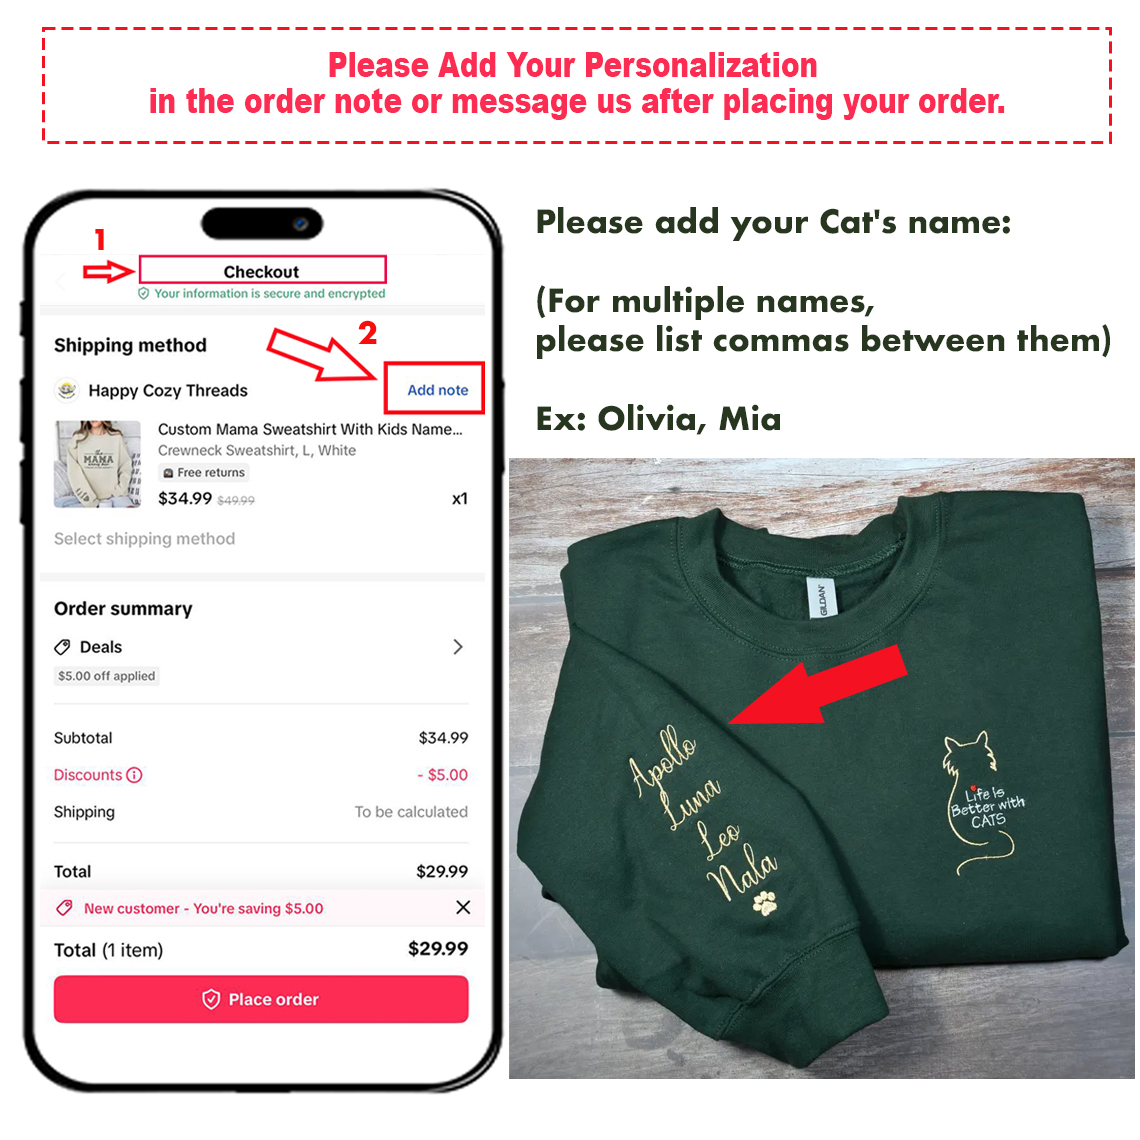 Please Add Your Personalization
in the order note or message us after placing your order.
1
Checkout
Your information is secure and encrypted
2
Shipping method
Happy Cozy Threads
Add note
Custom Mama Sweatshirt With Kids Name...
Crewneck Sweatshirt, L, White
Free returns
$34.99 $49.99
x1
MAMA
Select shipping method
Order summary
Deals
$5.00 off applied
Subtotal
$34.99
Discounts
- $5.00
Shipping
To be calculated
Total
$29.99
New customer - You're saving $5.00
Total (1 item)
$29.99
Place order
Please add your Cat's name:
(For multiple names,
please list commas between them)
Ex: Olivia, Mia
GILDAN
Apollo
Luna
Leo
Nala
Life Is
Better with
CATS